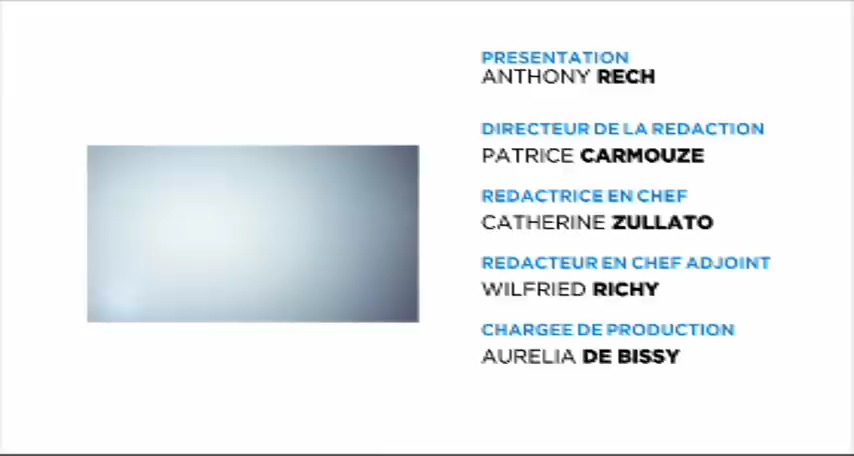 PRESENTATION
ANTHONY RECH
DIRECTEUR DE LA REDACTION
PATRICE CARMOUZE
REDACTRICE EN CHEF
CATHERINE ZULLATO
REDACTEUR EN CHEF ADJOINT
WILFRIED RICHY
CHARGEE DE PRODUCTION
AURELIA DE BISSY